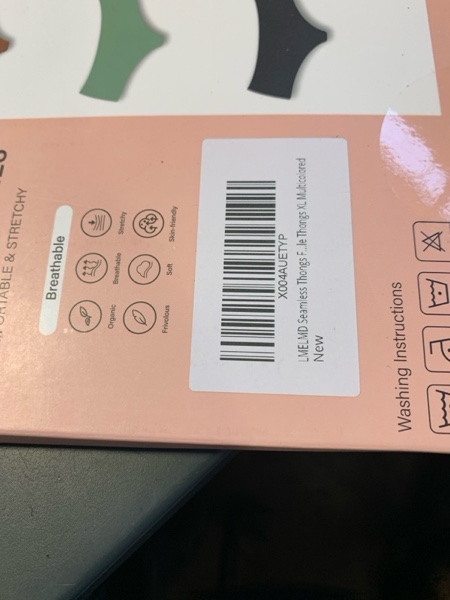 & STRETCHY
Breathable
Stretchy
Skin-friendly
Breathable
Soft
Organic
Frivolous
X004AUETYP
LMELMD Seamless Thongs F...le Thongs XL Multicolored
New
Washing Instructions